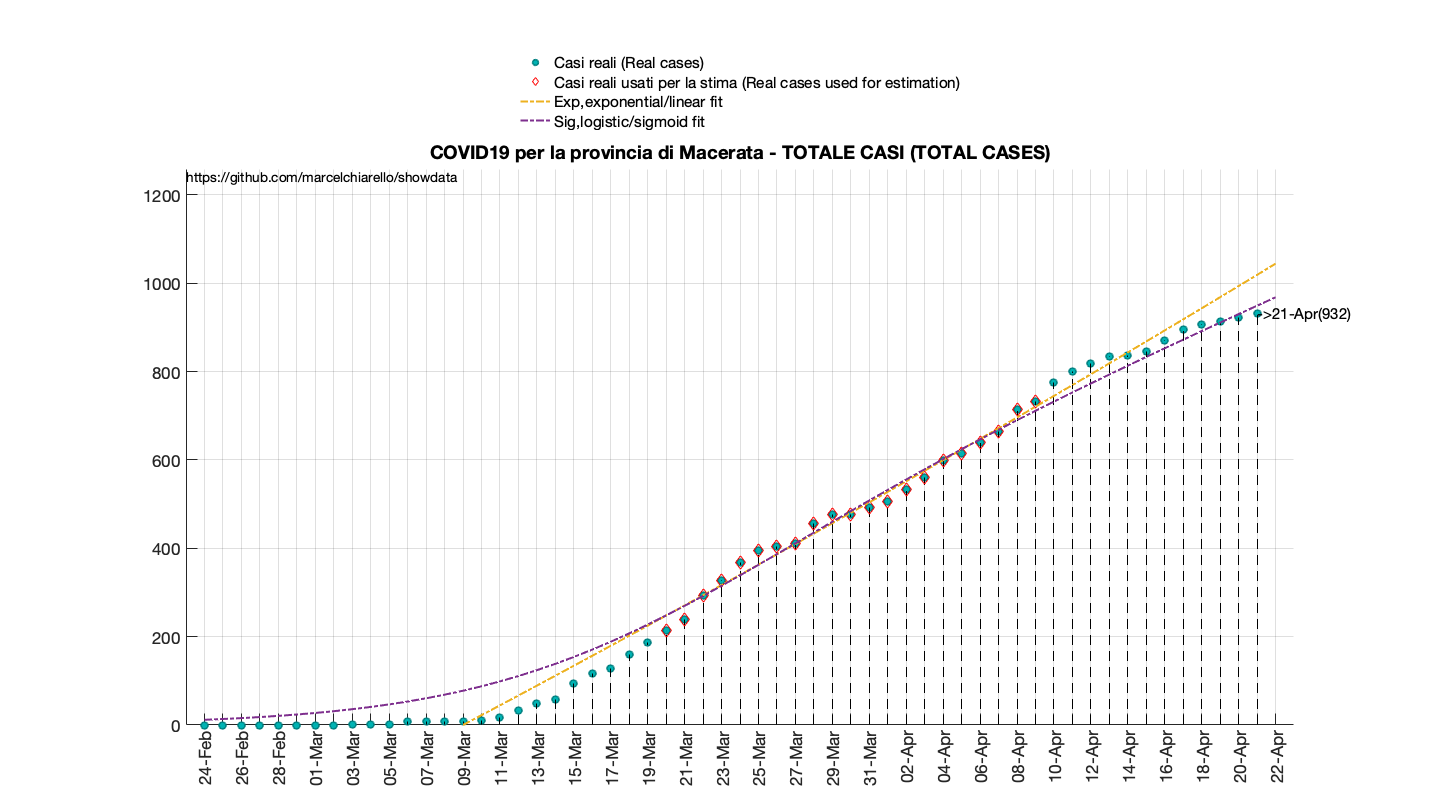 Casi reali (Real cases)
Casi reali usati per la stima (Real cases used for estimation)
Exp,exponential/linear fit
Sig,logistic/sigmoid fit
COVID19 per la provincia di Macerata - TOTALE CASI (TOTAL CASES)
https://github.com/marcelchiarello/showdata
1200
1000
>21-Apr(932)
800
600
400
200
0
24-Feb
26-Feb
28-Feb
01-Mar
03-Mar
05-Mar
07-Mar
09-Mar
11-Mar
13-Mar
15-Mar
17-Mar
19-Mar
21-Mar
23-Mar
25-Mar
27-Mar
29-Mar
31-Mar
02-Apr
04-Apr
06-Apr
08-Apr
10-Apr
12-Apr
14-Apr
16-Apr
18-Apr
20-Apr
22-Apr